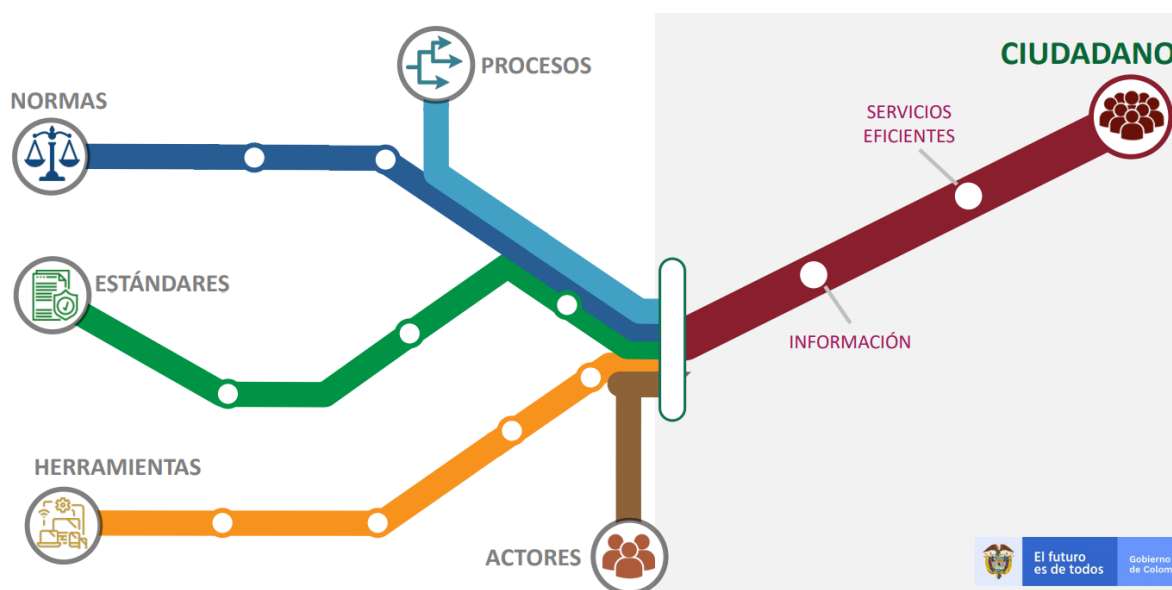 PROCESOS
CIUDADANO
NORMAS
SERVICIOS
EFICIENTES
ESTÁNDARES
INFORMACIÓN
HERRAMIENTAS
ACTORES
El futuro
es de todos
Gobierno
de Colom